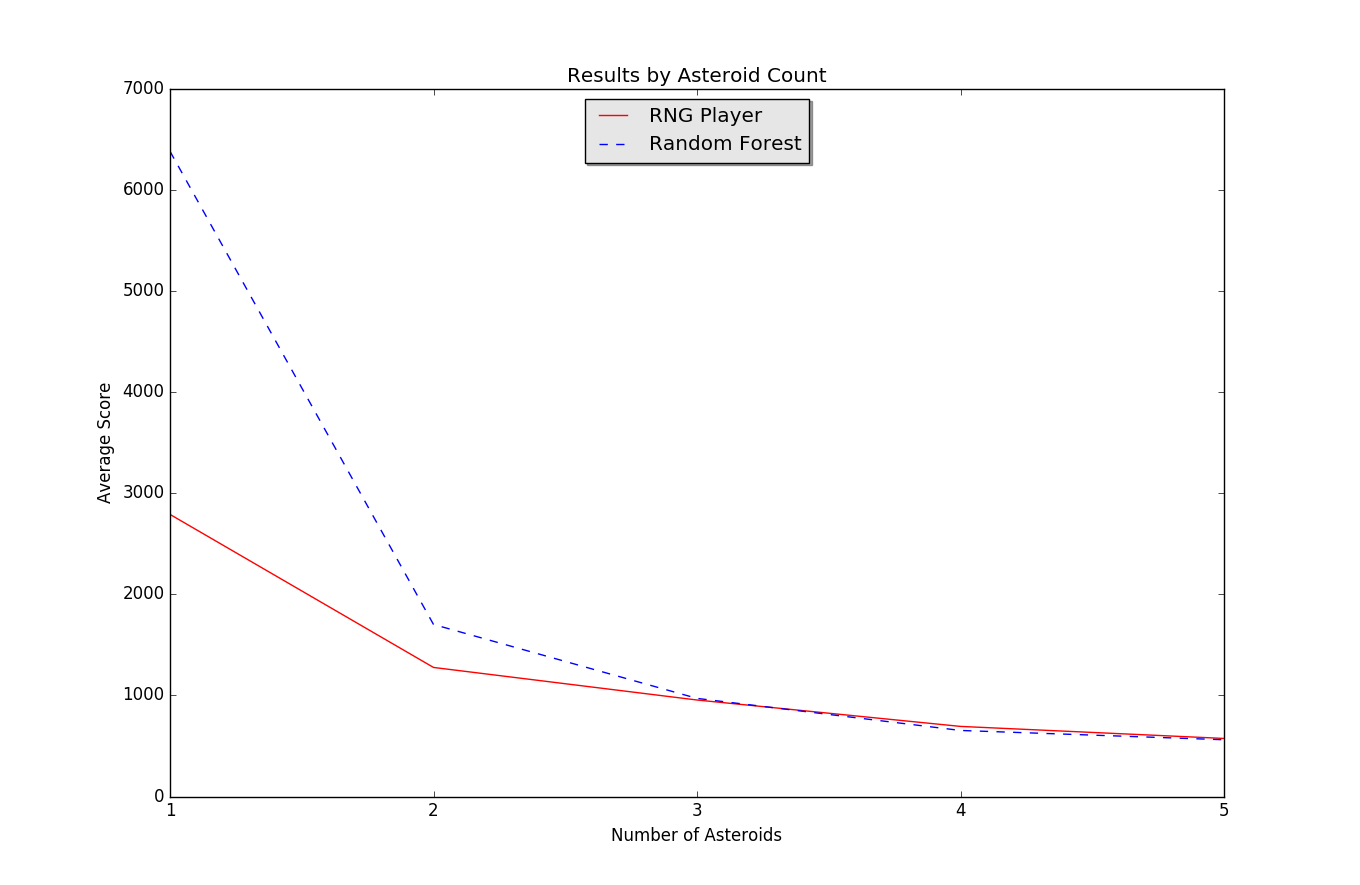 Results by Asteroid Count
RNG Player
Random Forest
7000
6000
5000
4000
3000
2000
1000
0
Average Score
1 2 3 4 5
Number of Asteroids